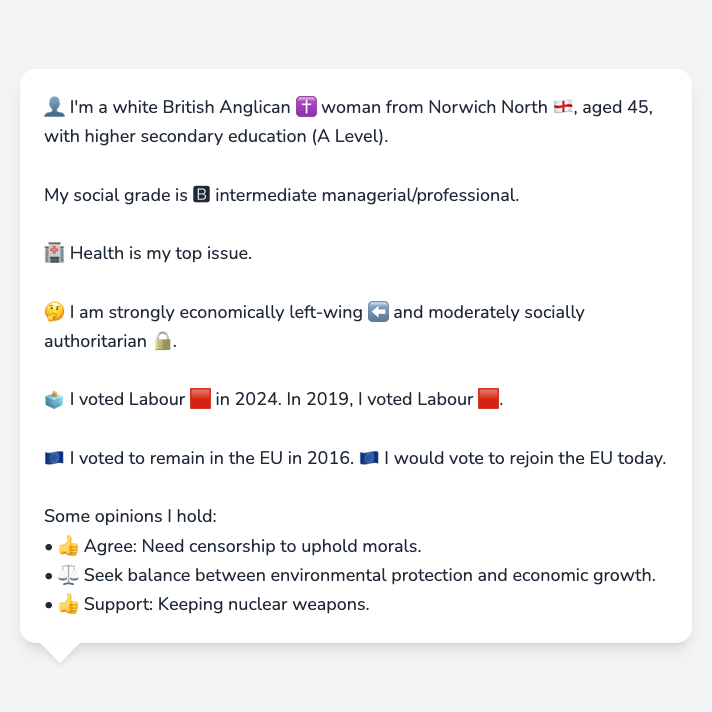 👤 I'm a white British Anglican ✝️ woman from Norwich North 🏴󠁧󠁢󠁥󠁮󠁧󠁿, aged 45,
with higher secondary education (A Level).
My social grade is 🅱 intermediate managerial/professional.
🏥 Health is my top issue.
🤔 I am strongly economically left-wing ⬅️ and moderately socially
authoritarian 🔒.
🗳️ I voted Labour 🟥 in 2024. In 2019, I voted Labour 🟥.
🇪🇺 I voted to remain in the EU in 2016. 🇪🇺 I would vote to rejoin the EU today.
Some opinions I hold:
• 👍 Agree: Need censorship to uphold morals.
• ⚖️ Seek balance between environmental protection and economic growth.
• 👍 Support: Keeping nuclear weapons.